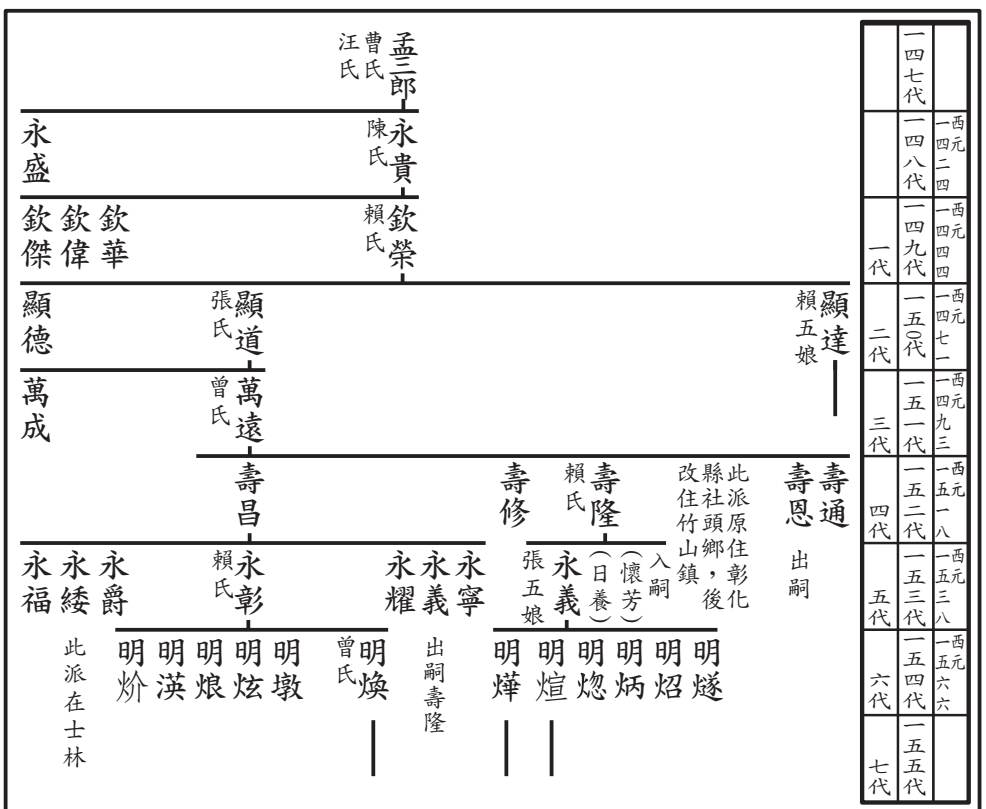 一四七代
孟三郎
曹氏
汪氏
西元一四二四
一四八代
永貴
陳氏
永盛
西元一四四四
一四九代
一代
欽榮
賴氏
欽華
欽偉
欽傑
西元一四七一
一五〇代
二代
顯達
賴五娘
顯道
張氏
顯德
西元一四九三
一五一代
三代
萬遠
曾氏
萬成
西元一五一八
一五二代
四代
壽通
壽恩
出嗣
此派原住彰化
縣社頭鄉，後
改住竹山鎮
壽隆
賴氏
壽修
壽昌
西元一五三八
一五三代
五代
入嗣
（懷芳）
（日養）
永義
張五娘
永寧
永義
出嗣壽隆
永耀
永彰
賴氏
永爵
永緌
此派在士林
永福
西元一五六六
一五四代
六代
明燧
明炤
明炳
明熄
明煊
明燁
明煥
曾氏
明墩
明炫
明烺
明渶
明炌
一五五代
七代